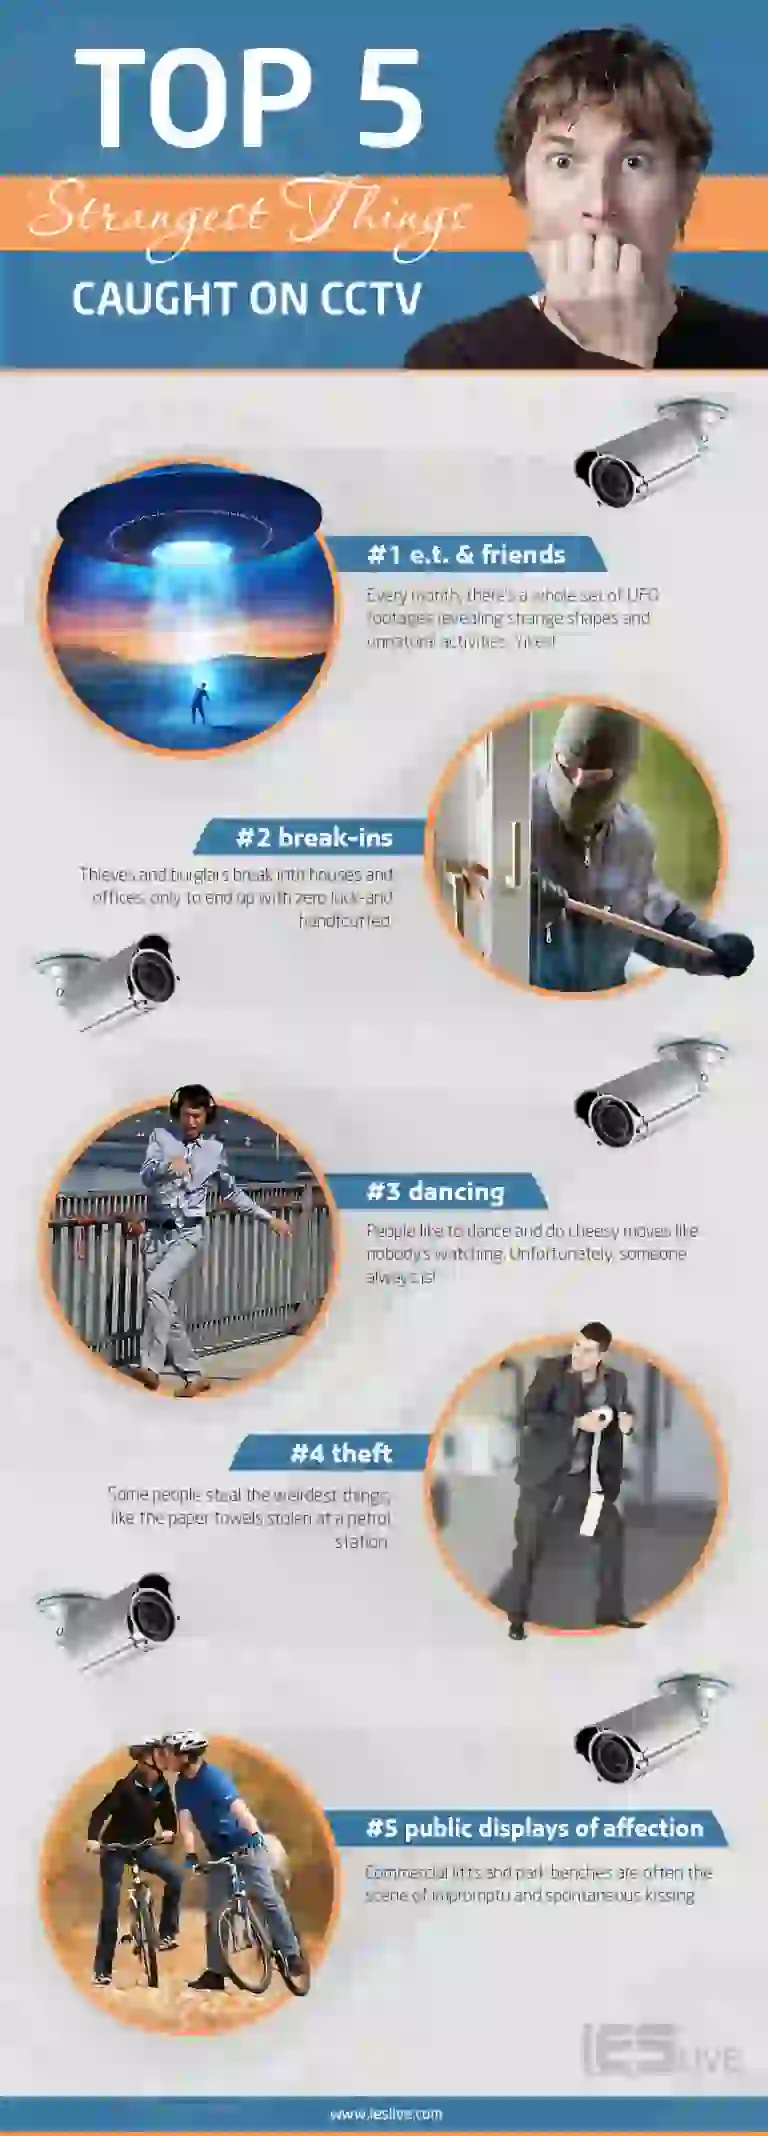 TOP 5
Strangest Things
CAUGHT ON CCTV
#1 e.t. & friends
Every month, there's a whole set of UFO
footages revealing strange shapes and
unnatural activities. Yikes!
#2 break-ins
Thieves and burglars break into houses and
offices, only to end up with zero luck-and
handcuffed.
#3 dancing
People like to dance and do cheesy moves like
nobody's watching. Unfortunately, someone
always is!
#4 theft
Some people steal the weirdest things,
like the paper towels stolen at a petrol
station.
#5 public displays of affection
Commercial lifts and park benches are often the
scene of impromptu and spontaneous kissing.
IES LIVE
www.ieslive.com